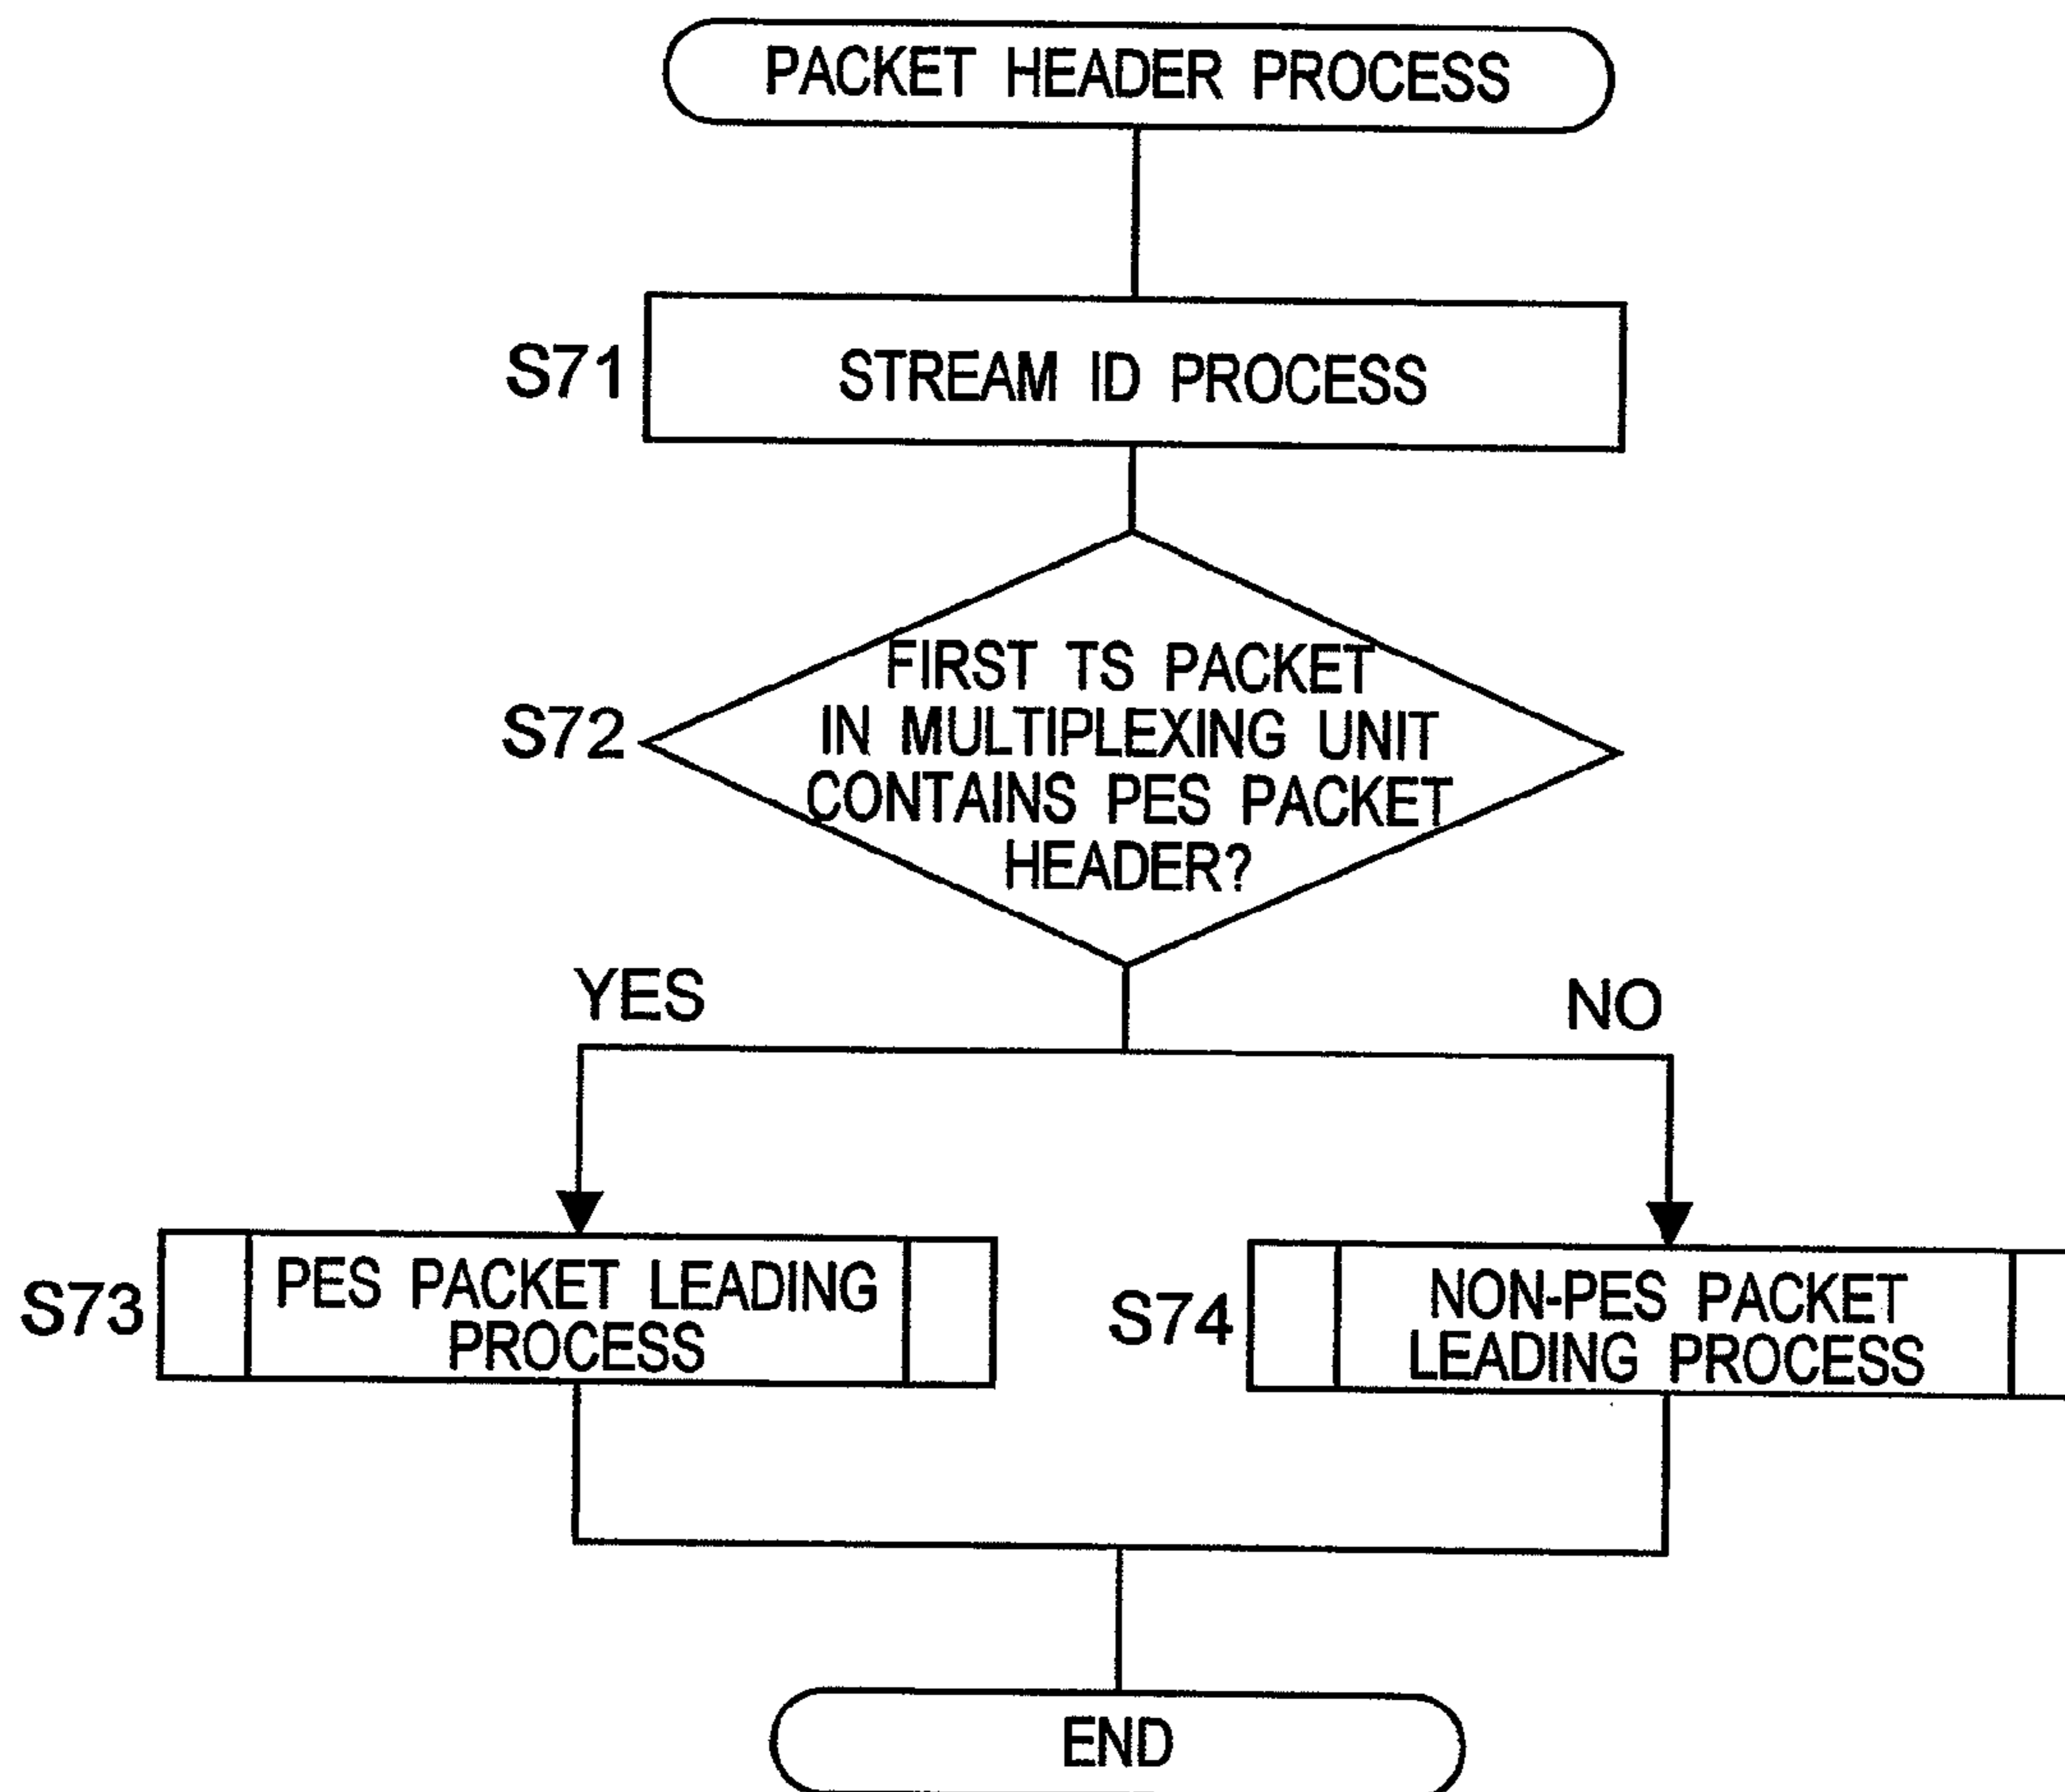 PACKET HEADER PROCESS
S71
STREAM ID PROCESS
S72
FIRST TS PACKET
IN MULTIPLEXING UNIT
CONTAINS PES PACKET
HEADER?
YES
NO
S73
PES PACKET LEADING
PROCESS
S74
NON-PES PACKET
LEADING PROCESS
END